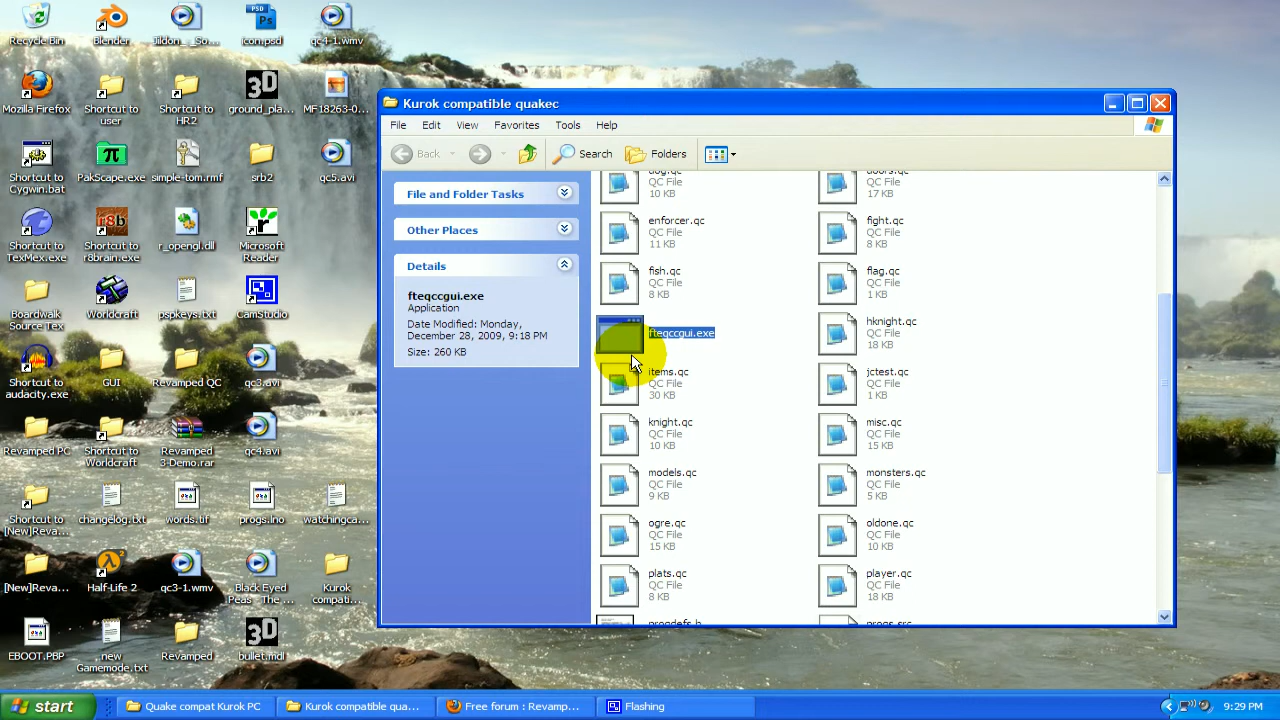 Recycle Bin
Blender
Jildon_-_So...
icon.psd
qc4-1.wmv
Mozilla Firefox
Shortcut to
user
Shortcut to
HR2
ground_pla...
MF18263-0...
Shortcut to
Cygwin.bat
PakScape.exe
simple-tom.rmf
srb2
qc5.avi
Shortcut to
TexMex.exe
Shortcut to
r8brain.exe
r_opengl.dll
Microsoft
Reader
Boardwalk
Source Tex
Worldcraft
pspkeys.txt
CamStudio
Shortcut to
audacity.exe
GUI
Revamped QC
qc3.avi
Revamped PC
Shortcut to
Worldcraft
Revamped
3-Demo.rar
qc4.avi
Shortcut to
[New]Reva...
changelog.txt
words.tif
progs.lno
watchingca...
[New]Reva...
Half-Life 2
qc3-1.wmv
Black Eyed
Peas - The ...
Kurok
compati...
EBOOT.PBP
new
Gamemode.txt
Revamped
bullet.mdl
Kurok compatible quakec
File Edit View Favorites Tools Help
Back Search Folders
File and Folder Tasks
Other Places
Details
fteqccgui.exe
Application
Date Modified: Monday,
December 28, 2009, 9:18 PM
Size: 260 KB
dog.qc
QC File
10 KB
doors.qc
QC File
17 KB
enforcer.qc
QC File
11 KB
fight.qc
QC File
8 KB
fish.qc
QC File
8 KB
flag.qc
QC File
1 KB
fteqccgui.exe
hknight.qc
QC File
18 KB
items.qc
QC File
30 KB
jctest.qc
QC File
1 KB
knight.qc
QC File
10 KB
misc.qc
QC File
15 KB
models.qc
QC File
9 KB
monsters.qc
QC File
5 KB
ogre.qc
QC File
15 KB
oldone.qc
QC File
10 KB
plats.qc
QC File
8 KB
player.qc
QC File
18 KB
progdefs.h
progs.src
start
Quake compat Kurok PC
Kurok compatible qua...
Free forum : Revamp...
Flashing
9:29 PM